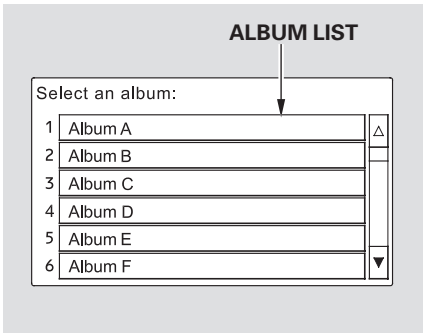 ALBUM LIST
Select an album:
1 Album A
2 Album B
3 Album C
4 Album D
5 Album E
6 Album F